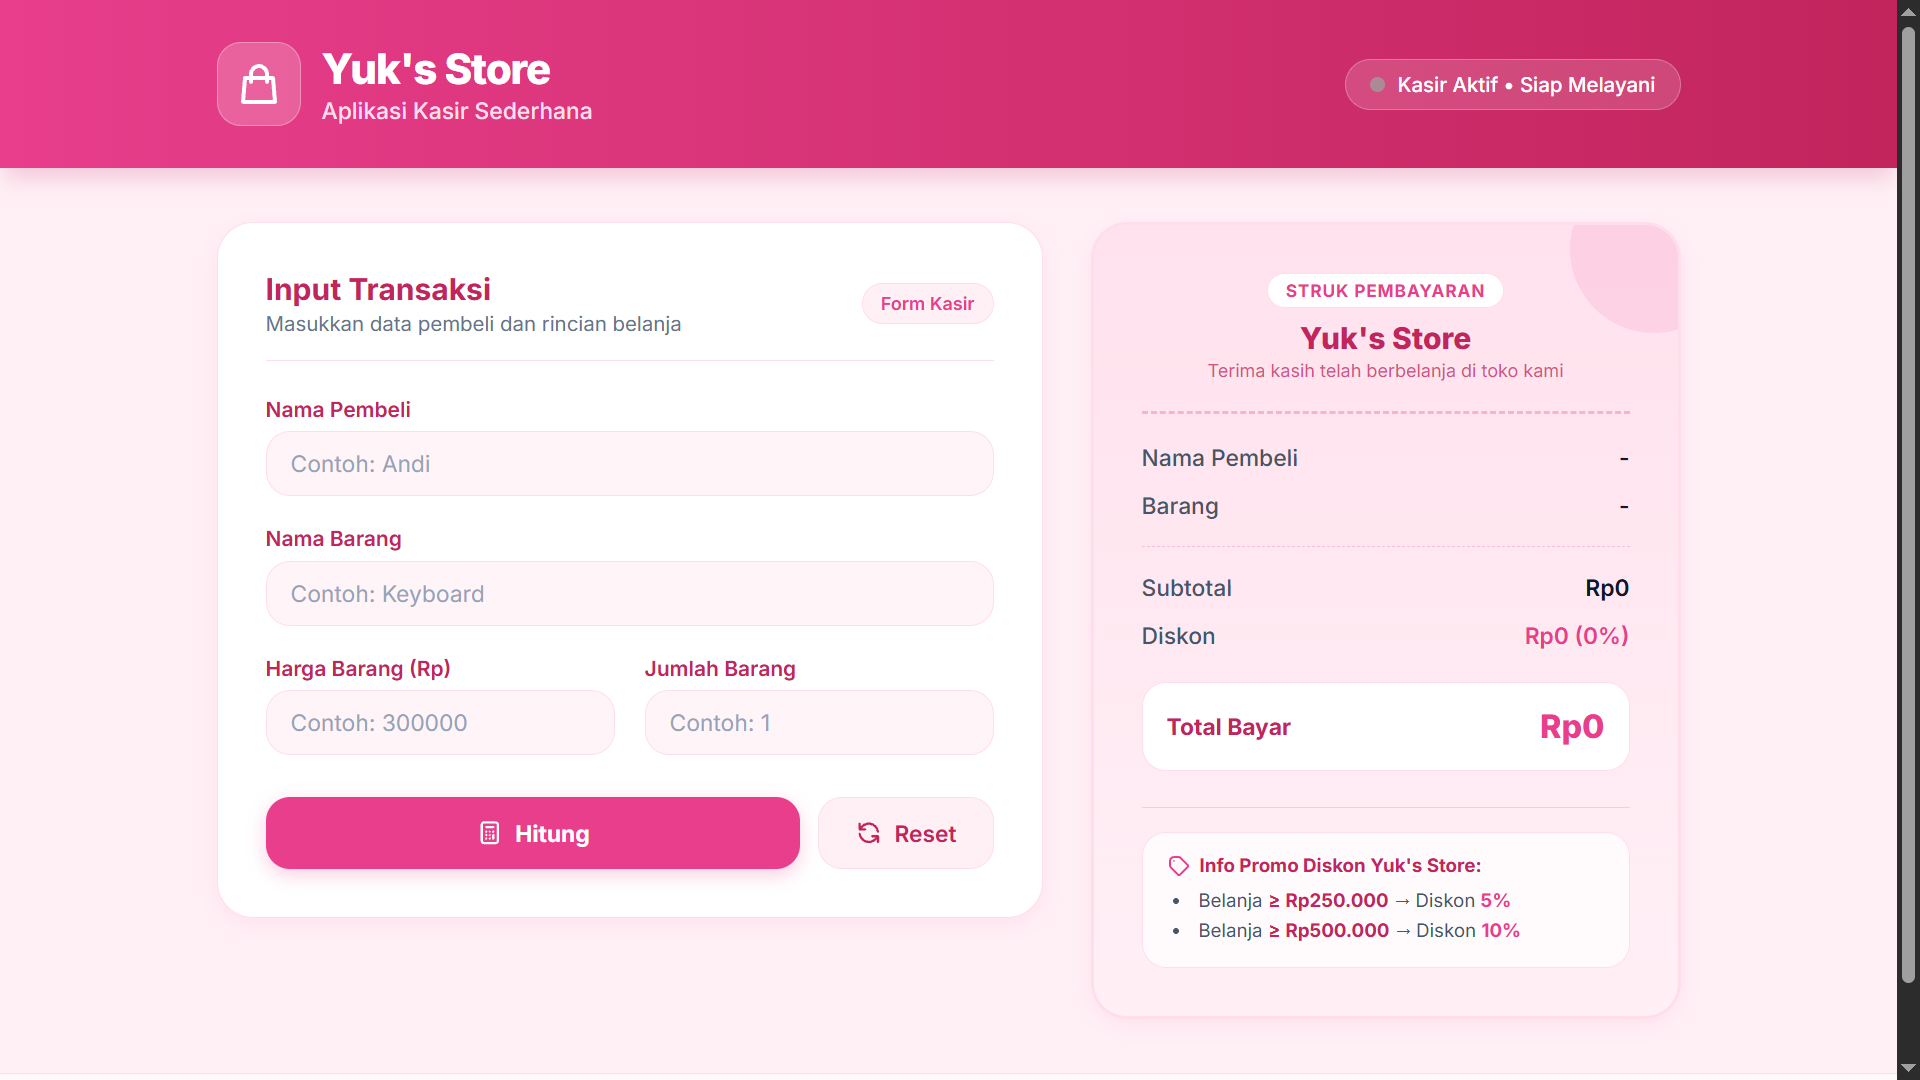 Yuk's Store
Aplikasi Kasir Sederhana
Kasir Aktif • Siap Melayani
Input Transaksi
Masukkan data pembeli dan rincian belanja
Form Kasir
Nama Pembeli
Contoh: Andi
Nama Barang
Contoh: Keyboard
Harga Barang (Rp)
Contoh: 300000
Jumlah Barang
Contoh: 1
Hitung
Reset
STRUK PEMBAYARAN
Yuk's Store
Terima kasih telah berbelanja di toko kami
Nama Pembeli -
Barang -
Subtotal Rp0
Diskon Rp0 (0%)
Total Bayar Rp0
Info Promo Diskon Yuk's Store:
• Belanja ≥ Rp250.000 → Diskon 5%
• Belanja ≥ Rp500.000 → Diskon 10%